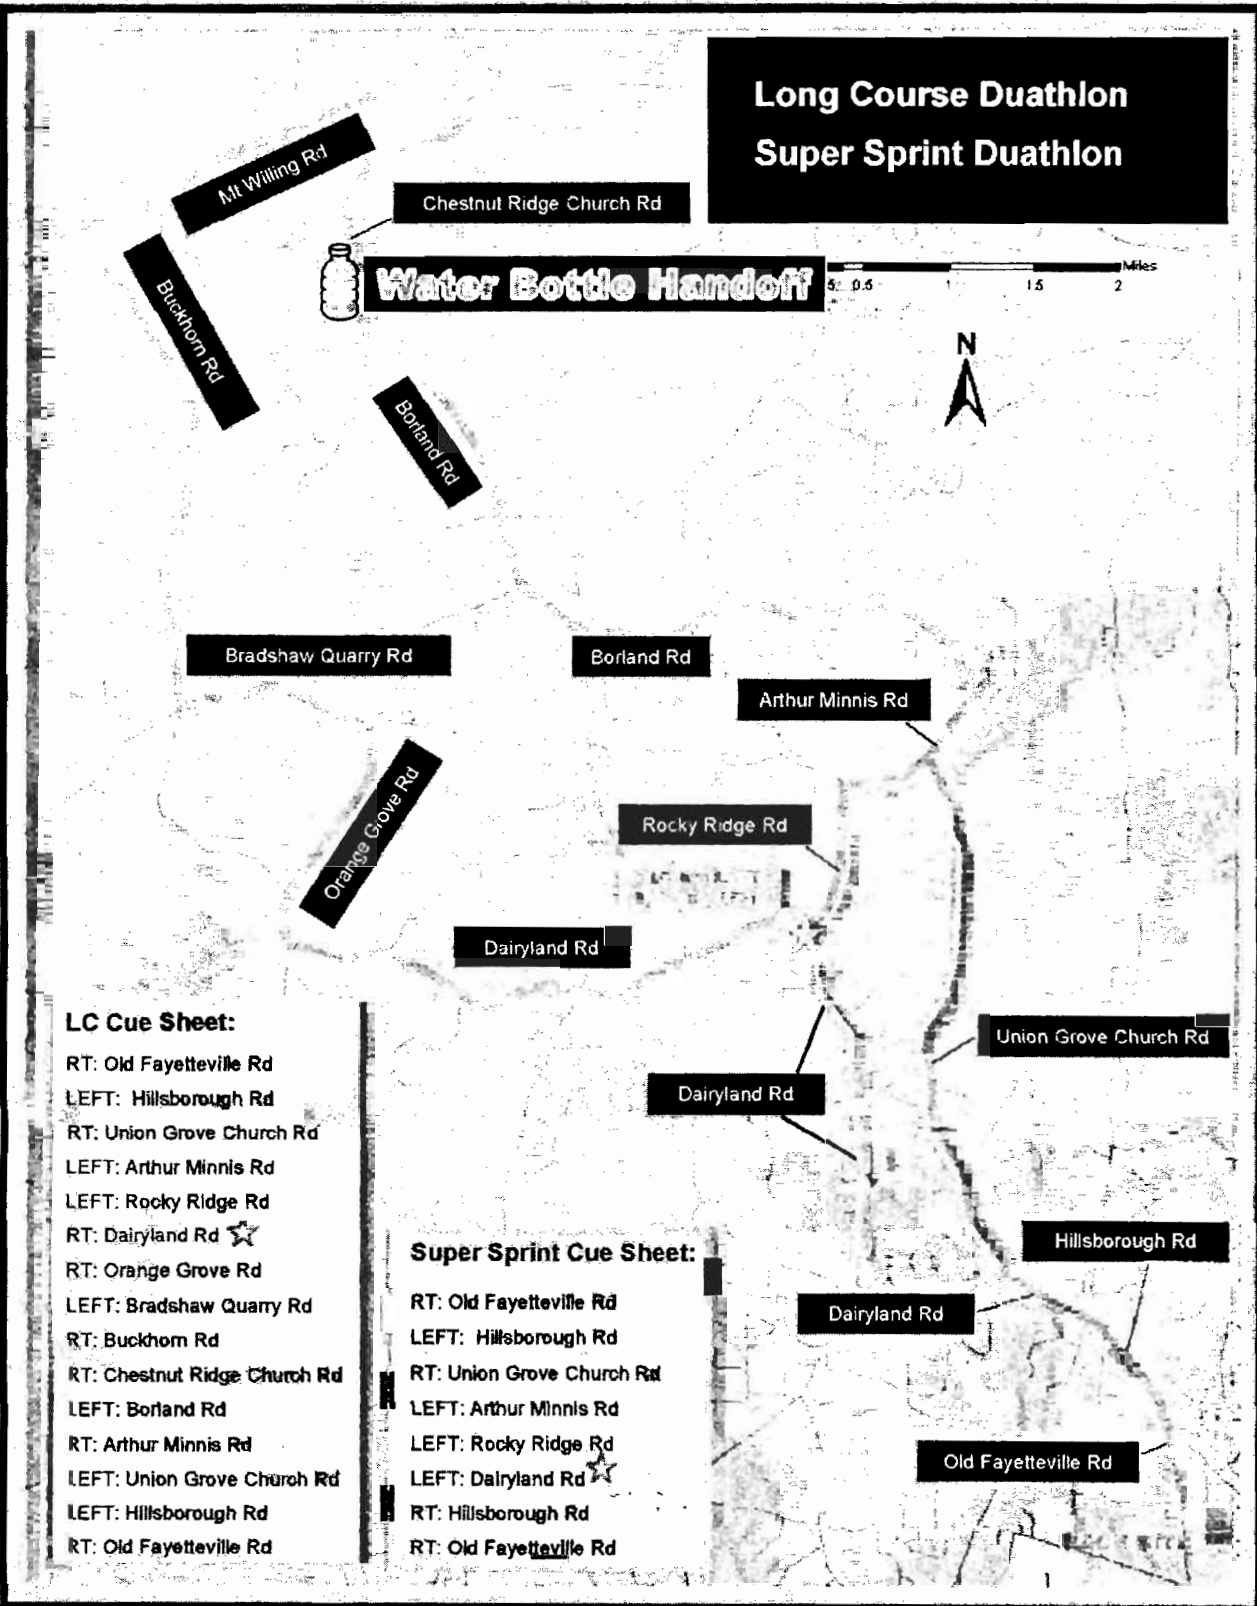 Long Course Duathlon
Super Sprint Duathlon
Mt Willing Rd
Chestnut Ridge Church Rd
Water Bottle Handoff
Miles
0.5 1 1.5 2
Buckhorn Rd
N
Borland Rd
Bradshaw Quarry Rd
Borland Rd
Arthur Minnis Rd
Rocky Ridge Rd
Orange Grove Rd
Dairyland Rd
Union Grove Church Rd
Dairyland Rd
Hillsborough Rd
Dairyland Rd
Old Fayetteville Rd
LC Cue Sheet:
RT: Old Fayetteville Rd
LEFT: Hillsborough Rd
RT: Union Grove Church Rd
LEFT: Arthur Minnis Rd
LEFT: Rocky Ridge Rd
RT: Dairyland Rd
RT: Orange Grove Rd
LEFT: Bradshaw Quarry Rd
RT: Buckhorn Rd
RT: Chestnut Ridge Church Rd
LEFT: Borland Rd
RT: Arthur Minnis Rd
LEFT: Union Grove Church Rd
LEFT: Hillsborough Rd
RT: Old Fayetteville Rd
Super Sprint Cue Sheet:
RT: Old Fayetteville Rd
LEFT: Hillsborough Rd
RT: Union Grove Church Rd
LEFT: Arthur Minnis Rd
LEFT: Rocky Ridge Rd
LEFT: Dairyland Rd
RT: Hillsborough Rd
RT: Old Fayetteville Rd